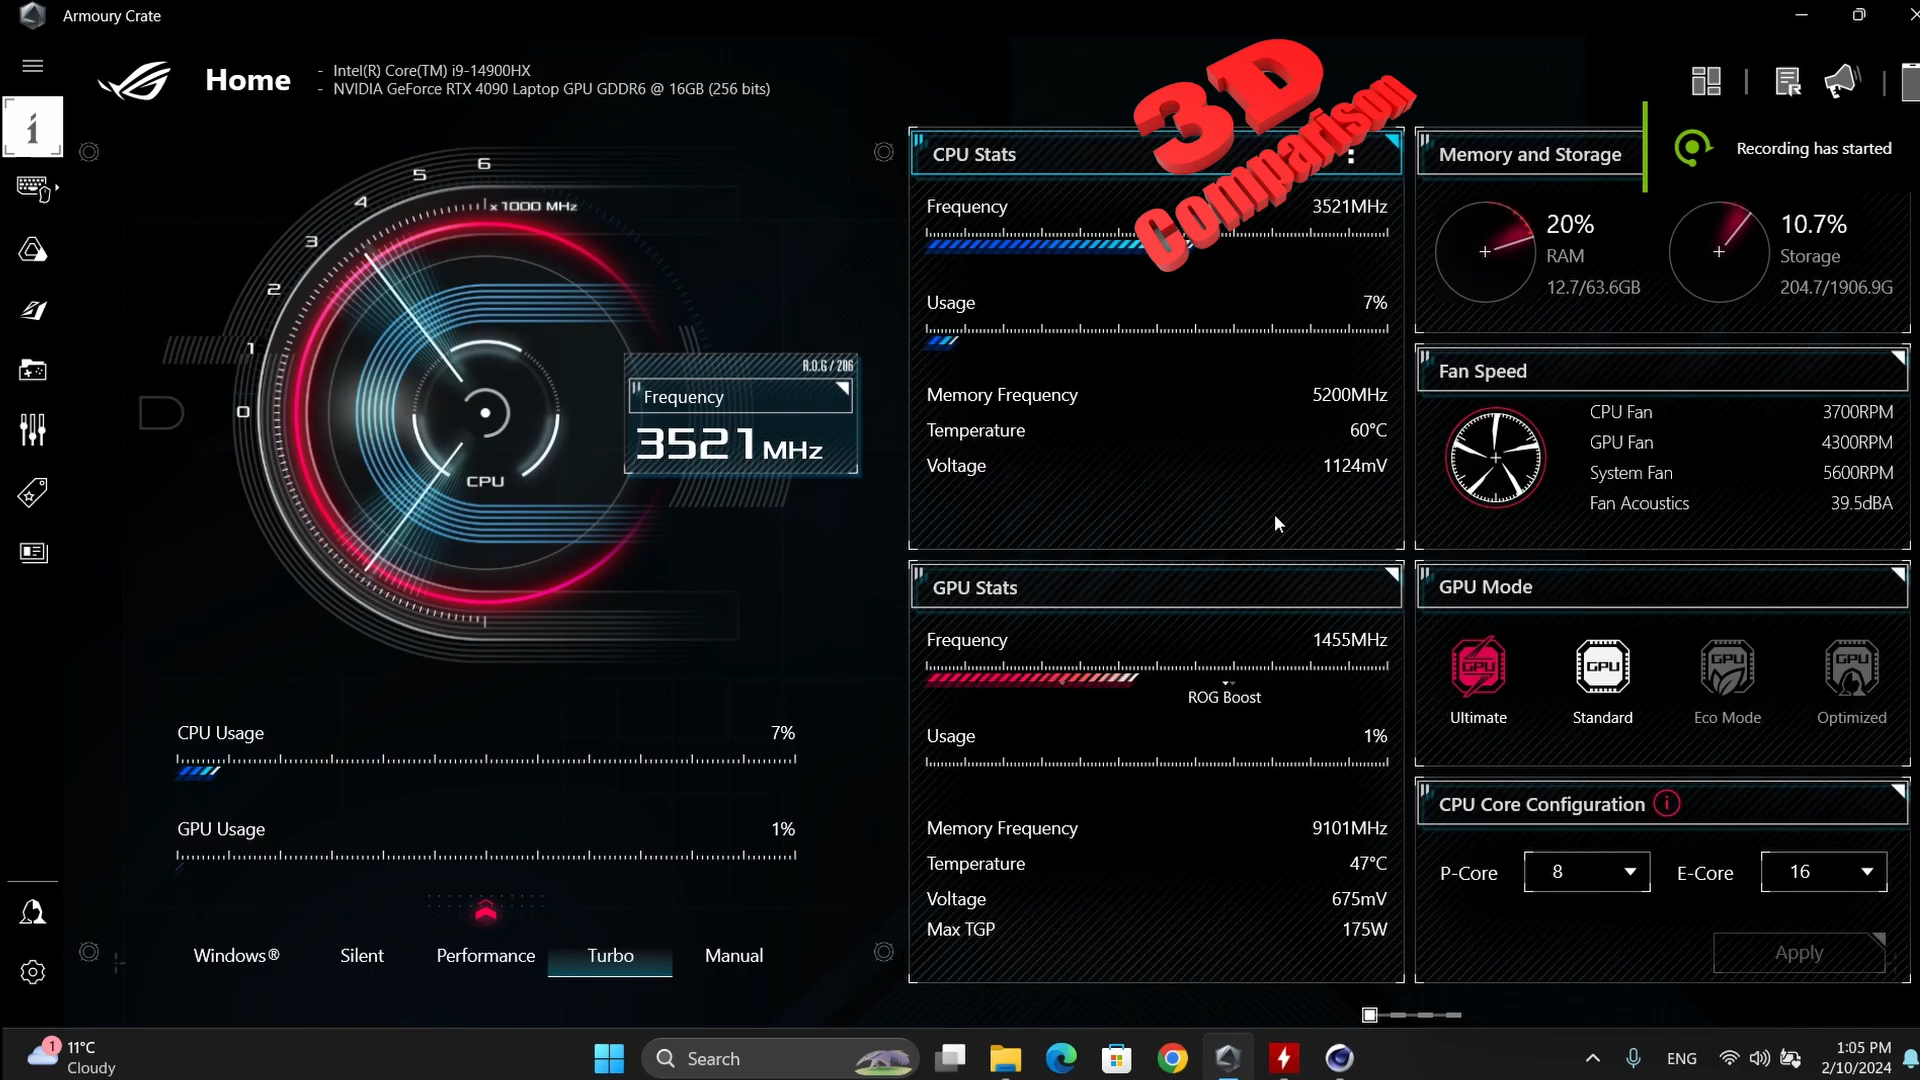 Armoury Crate
Home
- Intel(R) Core(TM) i9-14900HX
- NVIDIA GeForce RTX 4090 Laptop GPU GDDR6 @ 16GB (256 bits)
3D
Comparison
Recording has started
6
5
4
3
2
1
0
x 1000 MHz
R.O.G / 206
Frequency
3521 MHz
CPU
CPU Usage 7%
GPU Usage 1%
Windows® Silent Performance Turbo Manual
CPU Stats
Frequency 3521MHz
Usage 7%
Memory Frequency 5200MHz
Temperature 60°C
Voltage 1124mV
GPU Stats
Frequency 1455MHz
ROG Boost
Usage 1%
Memory Frequency 9101MHz
Temperature 47°C
Voltage 675mV
Max TGP 175W
Memory and Storage
20%
RAM
12.7/63.6GB
10.7%
Storage
204.7/1906.9G
Fan Speed
CPU Fan 3700RPM
GPU Fan 4300RPM
System Fan 5600RPM
Fan Acoustics 39.5dBA
GPU Mode
GPU GPU GPU GPU
Ultimate Standard Eco Mode Optimized
CPU Core Configuration
P-Core 8 E-Core 16
Apply
1
11°C
Cloudy
Search
ENG
1:05 PM
2/10/2024